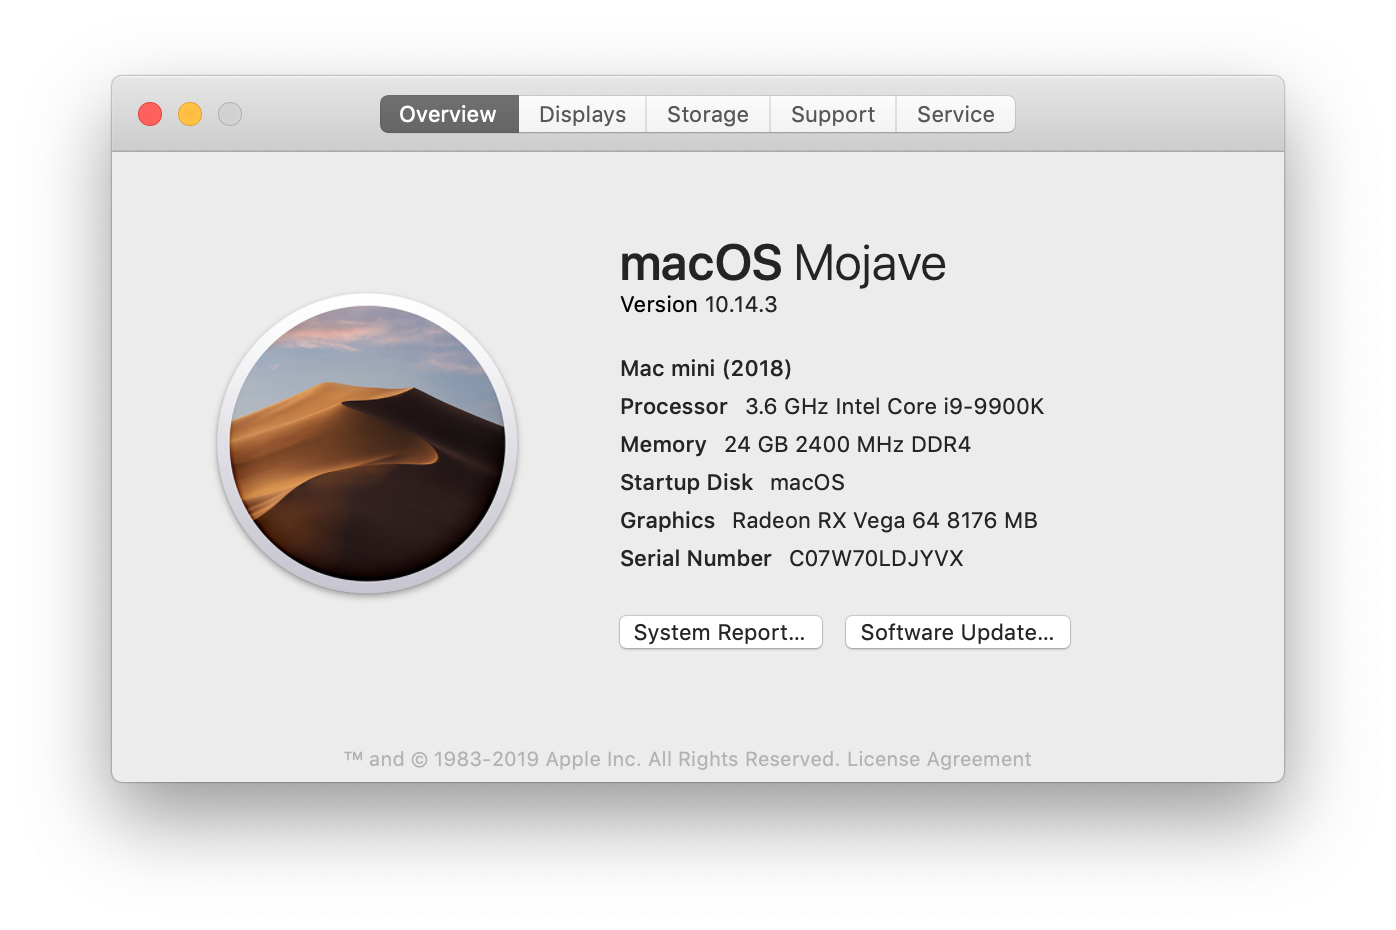 Overview Displays Storage Support Service
macOS Mojave
Version 10.14.3
Mac mini (2018)
Processor 3.6 GHz Intel Core i9-9900K
Memory 24 GB 2400 MHz DDR4
Startup Disk macOS
Graphics Radeon RX Vega 64 8176 MB
Serial Number C07W70LDJYVX
System Report... Software Update...
™ and © 1983-2019 Apple Inc. All Rights Reserved. License Agreement